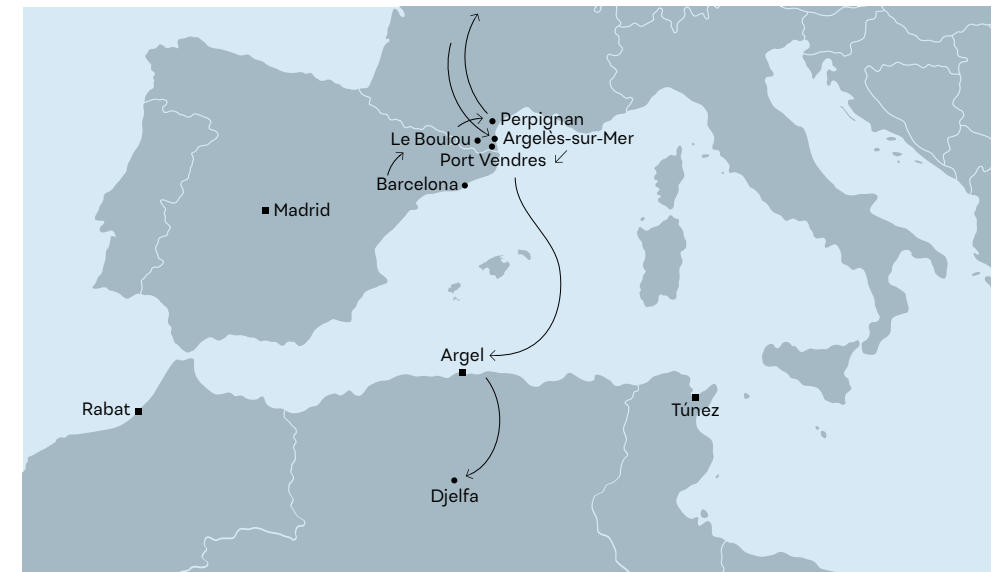 Perpignan
Le Boulou
Argelès-sur-Mer
Port Vendres
Barcelona
Madrid
Argel
Rabat
Túnez
Djelfa